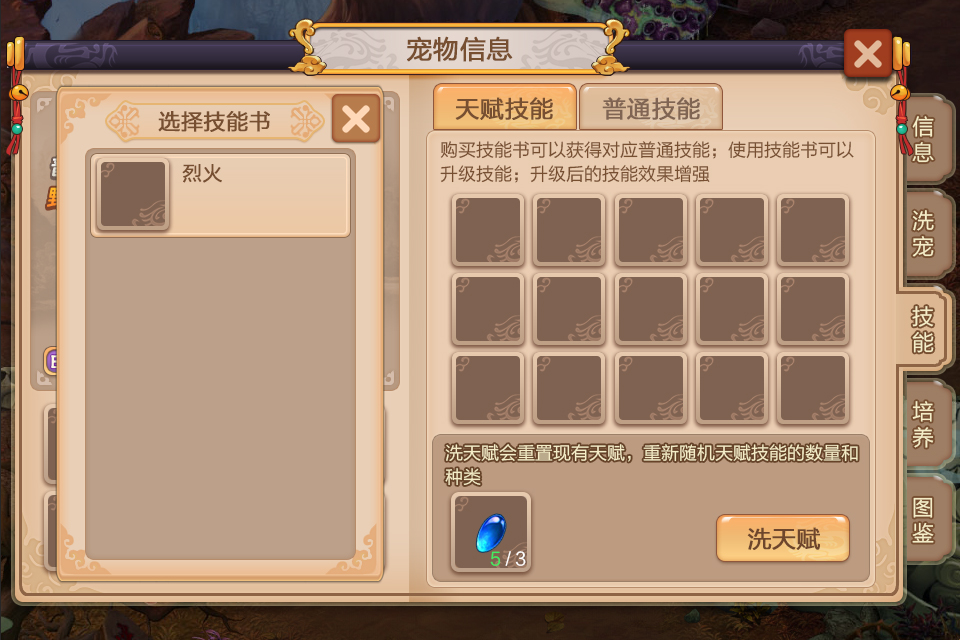 宠物信息
选择技能书
烈火
天赋技能
普通技能
购买技能书可以获得对应普通技能；使用技能书可以
升级技能；升级后的技能效果增强
洗天赋会重置现有天赋，重新随机天赋技能的数量和
种类
5/3
洗天赋
信息
洗宠
技能
培养
图鉴